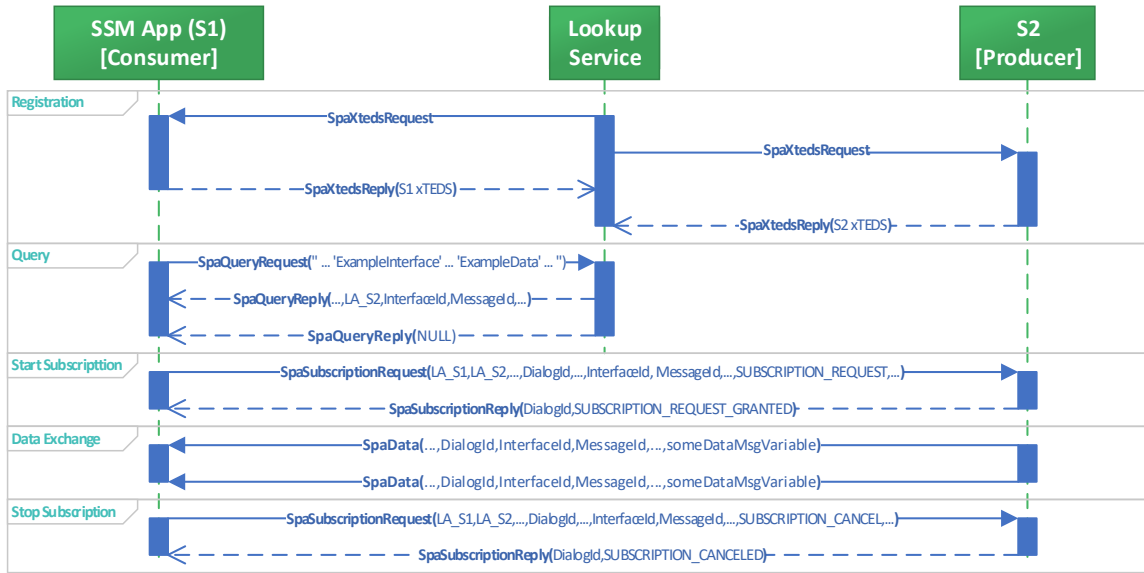 SSM App (S1)
[Consumer]
Lookup
Service
S2
[Producer]
Registration
SpaXtedsRequest
SpaXtedsRequest
SpaXtedsReply(S1 xTEDS)
SpaXtedsReply(S2 xTEDS)
Query
SpaQueryRequest(" ... 'ExampleInterface' ... 'ExampleData' ... ")
SpaQueryReply(...,LA_S2,InterfaceId,MessageId,...)
SpaQueryReply(NULL)
Start Subscripttion
SpaSubscriptionRequest(LA_S1,LA_S2,...,DialogId,...,InterfaceId, MessageId,...,SUBSCRIPTION_REQUEST,...)
SpaSubscriptionReply(DialogId,SUBSCRIPTION_REQUEST_GRANTED)
Data Exchange
SpaData(...,DialogId,InterfaceId,MessageId,...,someDataMsgVariable)
SpaData(...,DialogId,InterfaceId,MessageId,...,someDataMsgVariable)
Stop Subscription
SpaSubscriptionRequest(LA_S1,LA_S2,...,DialogId,...,InterfaceId,MessageId,...,SUBSCRIPTION_CANCEL,...)
SpaSubscriptionReply(DialogId,SUBSCRIPTION_CANCELED)